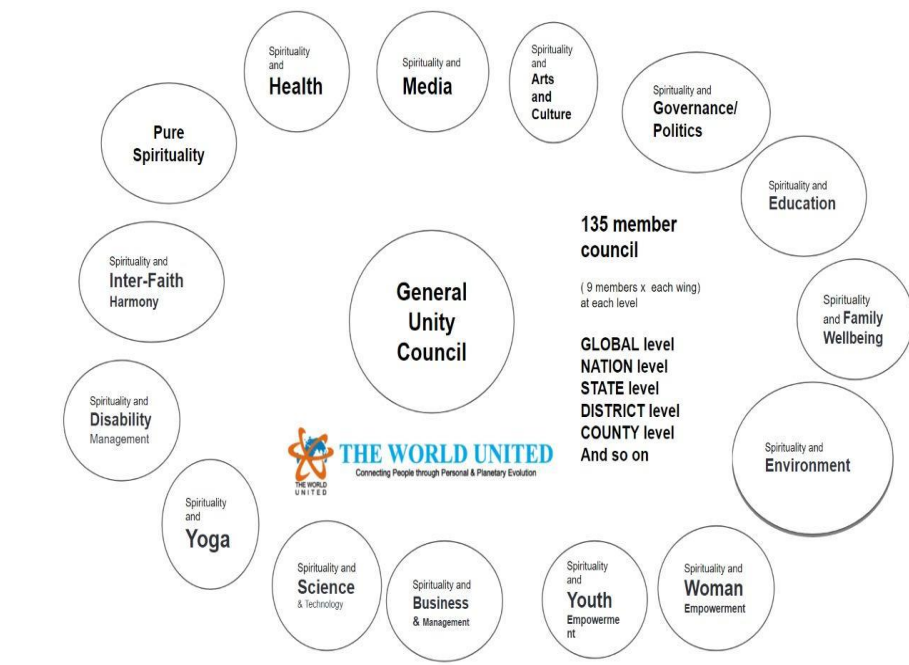 Spirituality
and
Health
Spirituality and
Media
Spirituality
and
Arts
and
Culture
Spirituality and
Governance/
Politics
Pure
Spirituality
Spirituality and
Education
Spirituality and
Inter-Faith
Harmony
General
Unity
Council
135 member
council
( 9 members x each wing)
at each level
GLOBAL level
NATION level
STATE level
DISTRICT level
COUNTY level
And so on
Spirituality
and Family
Wellbeing
Spirituality and
Disability
Management
THE WORLD
UNITED
THE WORLD UNITED
Connecting People through Personal & Planetary Evolution
Spirituality and
Environment
Spirituality
and
Yoga
Spirituality and
Science
& Technology
Spirituality and
Business
& Management
Spirituality
and
Youth
Empowerme
nt
Spirituality and
Woman
Empowerment